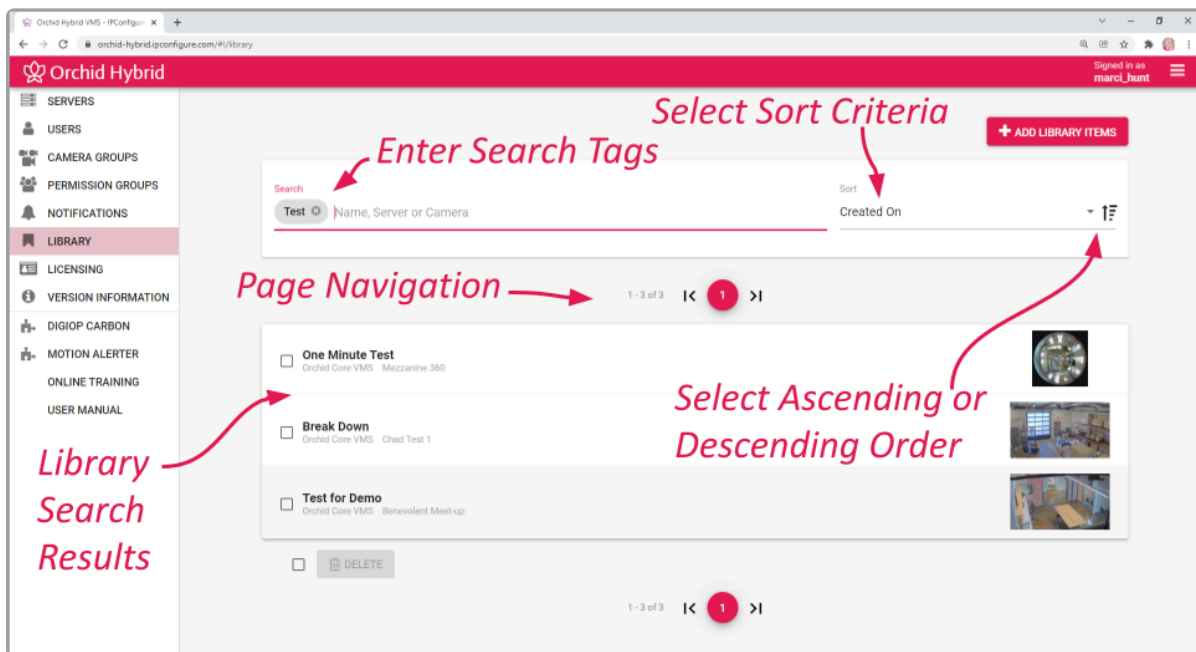 Orchid Hybrid VMS - IPConfigure
orchid-hybrid.ipconfigure.com/#!/library
Orchid Hybrid
Signed in as
marci_hunt
SERVERS
USERS
CAMERA GROUPS
PERMISSION GROUPS
NOTIFICATIONS
LIBRARY
LICENSING
VERSION INFORMATION
DIGIOP CARBON
MOTION ALERTER
ONLINE TRAINING
USER MANUAL
Select Sort Criteria
ADD LIBRARY ITEMS
Enter Search Tags
Search
Test
Name, Server or Camera
Sort
Created On
Page Navigation
1 - 3 of 3
1
One Minute Test
Orchid Core VMS Mezzanine 360
Break Down
Orchid Core VMS Chad Test 1
Test for Demo
Orchid Core VMS Benevolent Meet-up
Select Ascending or
Descending Order
Library
Search
Results
DELETE
1 - 3 of 3
1